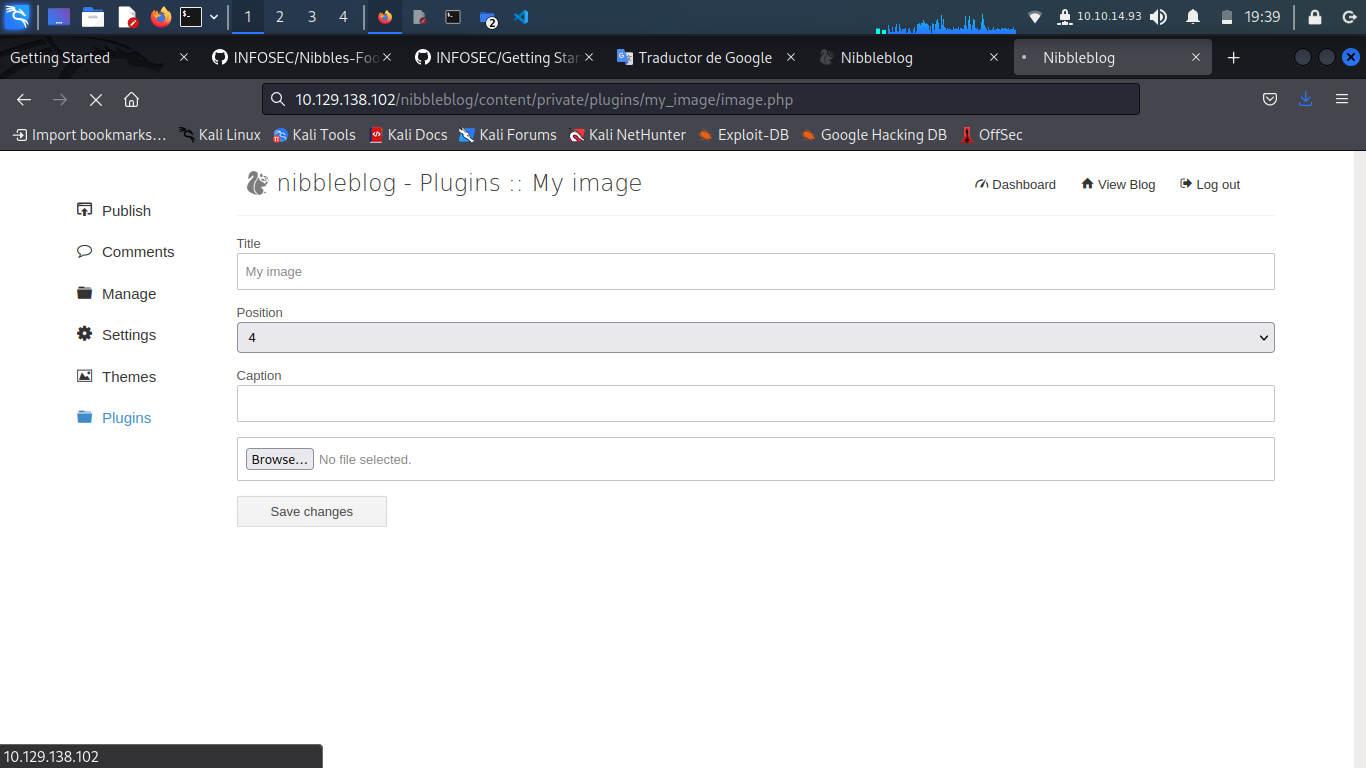 1 2 3 4 2 10.10.14.93 19:39
Getting Started INFOSEC/Nibbles-Foo INFOSEC/Getting Star Traductor de Google Nibbleblog Nibbleblog
10.129.138.102/nibbleblog/content/private/plugins/my_image/image.php
Import bookmarks... Kali Linux Kali Tools Kali Docs Kali Forums Kali NetHunter Exploit-DB Google Hacking DB OffSec
nibbleblog - Plugins :: My image
Dashboard View Blog Log out
Publish
Comments
Manage
Settings
Themes
Plugins
Title
My image
Position
4
Caption
Browse... No file selected.
Save changes
10.129.138.102